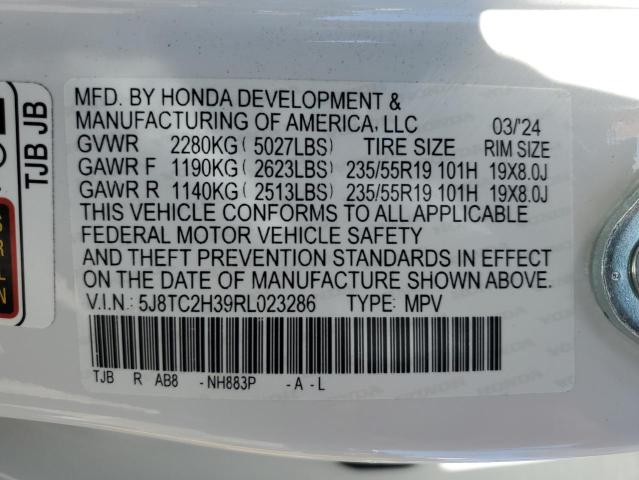 TJB JB
MFD. BY HONDA DEVELOPMENT &
MANUFACTURING OF AMERICA, LLC 03/'24
GVWR 2280KG(5027LBS) TIRE SIZE RIM SIZE
GAWR F 1190KG(2623LBS) 235/55R19 101H 19X8.0J
GAWR R 1140KG(2513LBS) 235/55R19 101H 19X8.0J
THIS VEHICLE CONFORMS TO ALL APPLICABLE
FEDERAL MOTOR VEHICLE SAFETY
AND THEFT PREVENTION STANDARDS IN EFFECT
ON THE DATE OF MANUFACTURE SHOWN ABOVE.
V.I.N.: 5J8TC2H39RL023286 TYPE: MPV
TJB R AB8 -NH883P -A-L